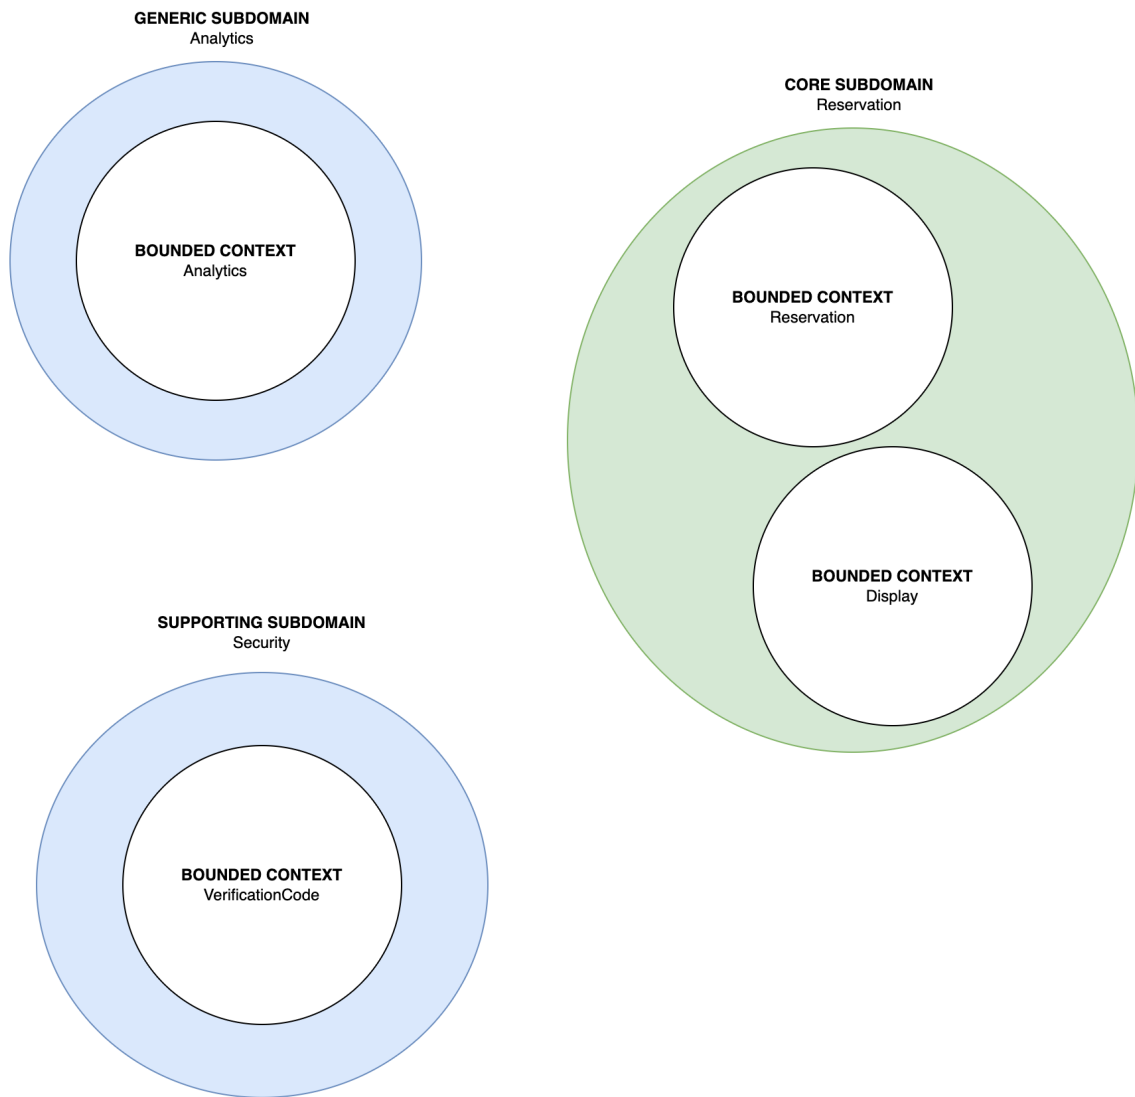 GENERIC SUBDOMAIN
Analytics
BOUNDED CONTEXT
Analytics
CORE SUBDOMAIN
Reservation
BOUNDED CONTEXT
Reservation
BOUNDED CONTEXT
Display
SUPPORTING SUBDOMAIN
Security
BOUNDED CONTEXT
VerificationCode